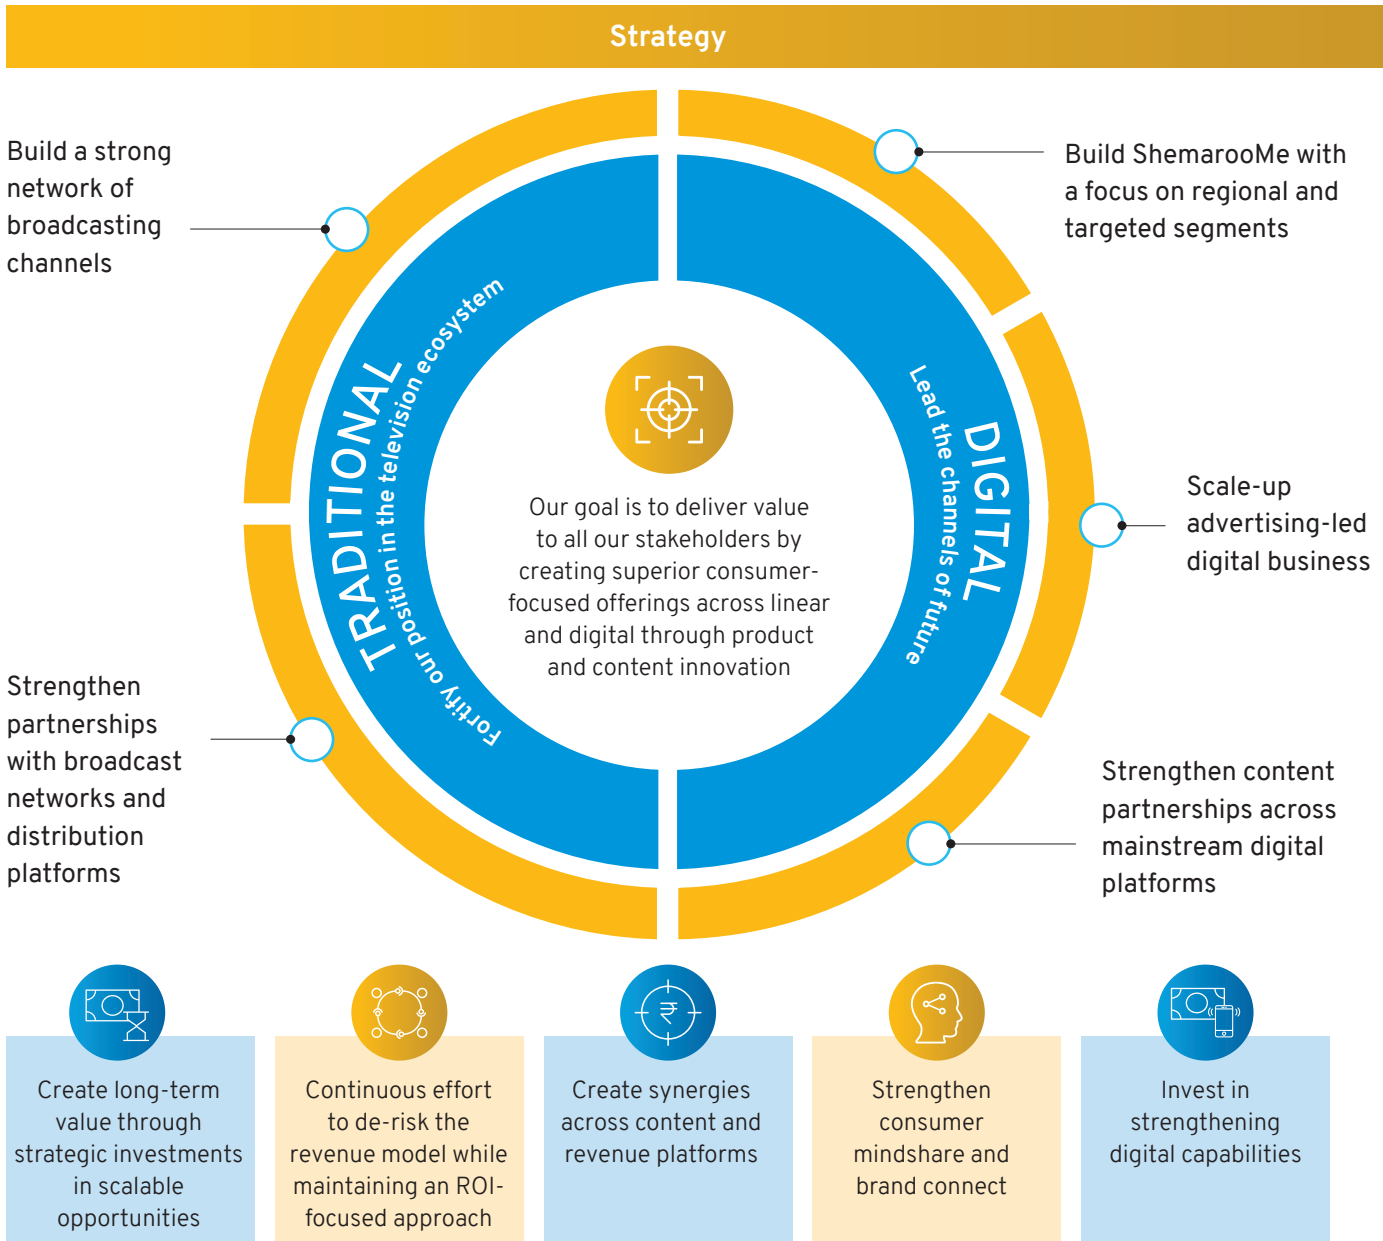 Strategy
Build a strong
network of
broadcasting
channels
Build ShemarooMe with
a focus on regional and
targeted segments
TRADITIONAL
Fortify our position in the television ecosystem
DIGITAL
Lead the channels of future
Our goal is to deliver value
to all our stakeholders by
creating superior consumer-
focused offerings across linear
and digital through product
and content innovation
Scale-up
advertising-led
digital business
Strengthen
partnerships
with broadcast
networks and
distribution
platforms
Strengthen content
partnerships across
mainstream digital
platforms
₹
Create long-term
value through
strategic investments
in scalable
opportunities
Continuous effort
to de-risk the
revenue model while
maintaining an ROI-
focused approach
Create synergies
across content and
revenue platforms
Strengthen
consumer
mindshare and
brand connect
Invest in
strengthening
digital capabilities